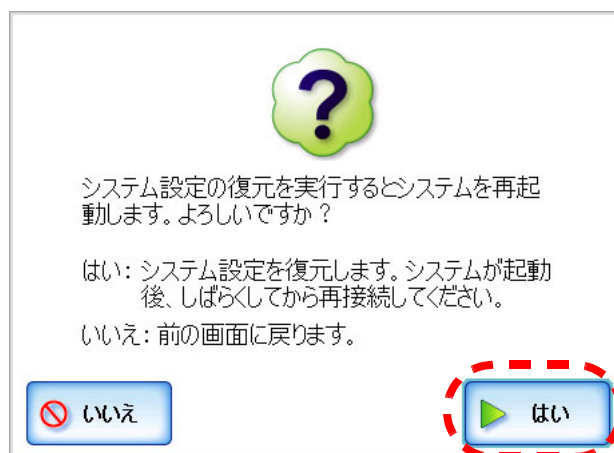 ?
システム設定の復元を実行するとシステムを再起
動します。よろしいですか？
はい：システム設定を復元します。システムが起動
後、しばらくしてから再接続してください。
いいえ：前の画面に戻ります。
いいえ
はい